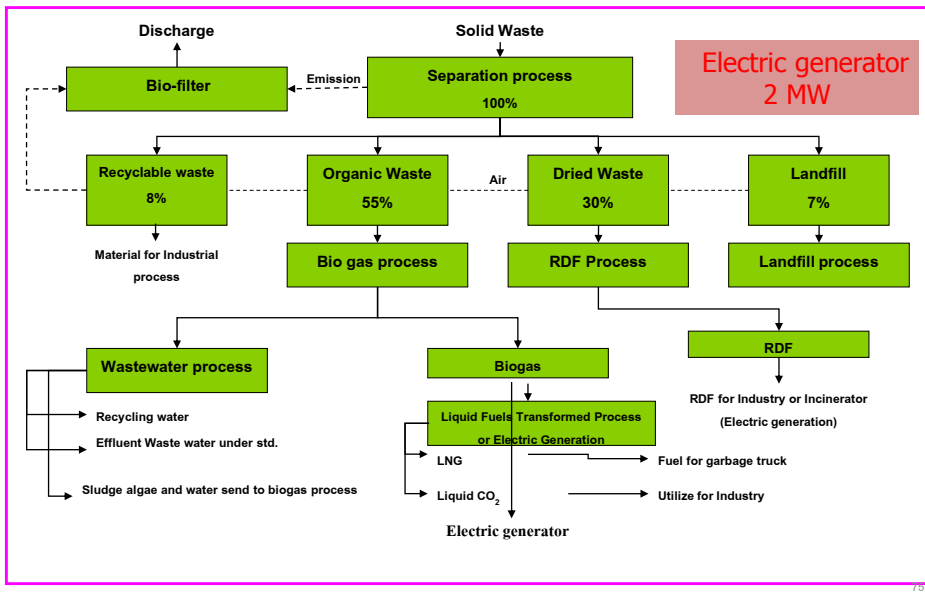 Discharge
Solid Waste
Electric generator
2 MW
Bio-filter
Emission
Separation process
100%
Recyclable waste
8%
Organic Waste
55%
Air
Dried Waste
30%
Landfill
7%
Material for Industrial
process
Bio gas process
RDF Process
Landfill process
Wastewater process
Biogas
RDF
Recycling water
Effluent Waste water under std.
Sludge algae and water send to biogas process
Liquid Fuels Transformed Process
or Electric Generation
RDF for Industry or Incinerator
(Electric generation)
LNG
Fuel for garbage truck
Liquid CO2
Utilize for Industry
Electric generator
75